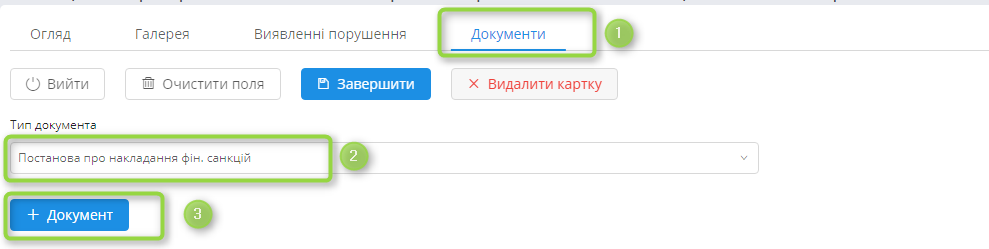 Огляд Галерея Виявленні порушення Документи 1
Вийти Очистити поля Завершити Видалити картку
Тип документа
Постанова про накладання фін. санкцій 2
+ Документ 3